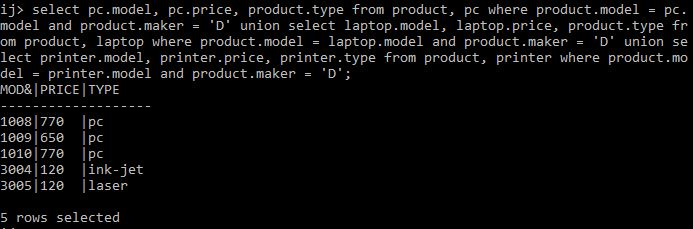 ij> select pc.model, pc.price, product.type from product, pc where product.model = pc.
model and product.maker = 'D' union select laptop.model, laptop.price, product.type fr
om product, laptop where product.model = laptop.model and product.maker = 'D' union se
lect printer.model, printer.price, printer.type from product, printer where product.mo
del = printer.model and product.maker = 'D';
MOD&|PRICE|TYPE
-------------------
1008|770  |pc
1009|650  |pc
1010|770  |pc
3004|120  |ink-jet
3005|120  |laser
5 rows selected